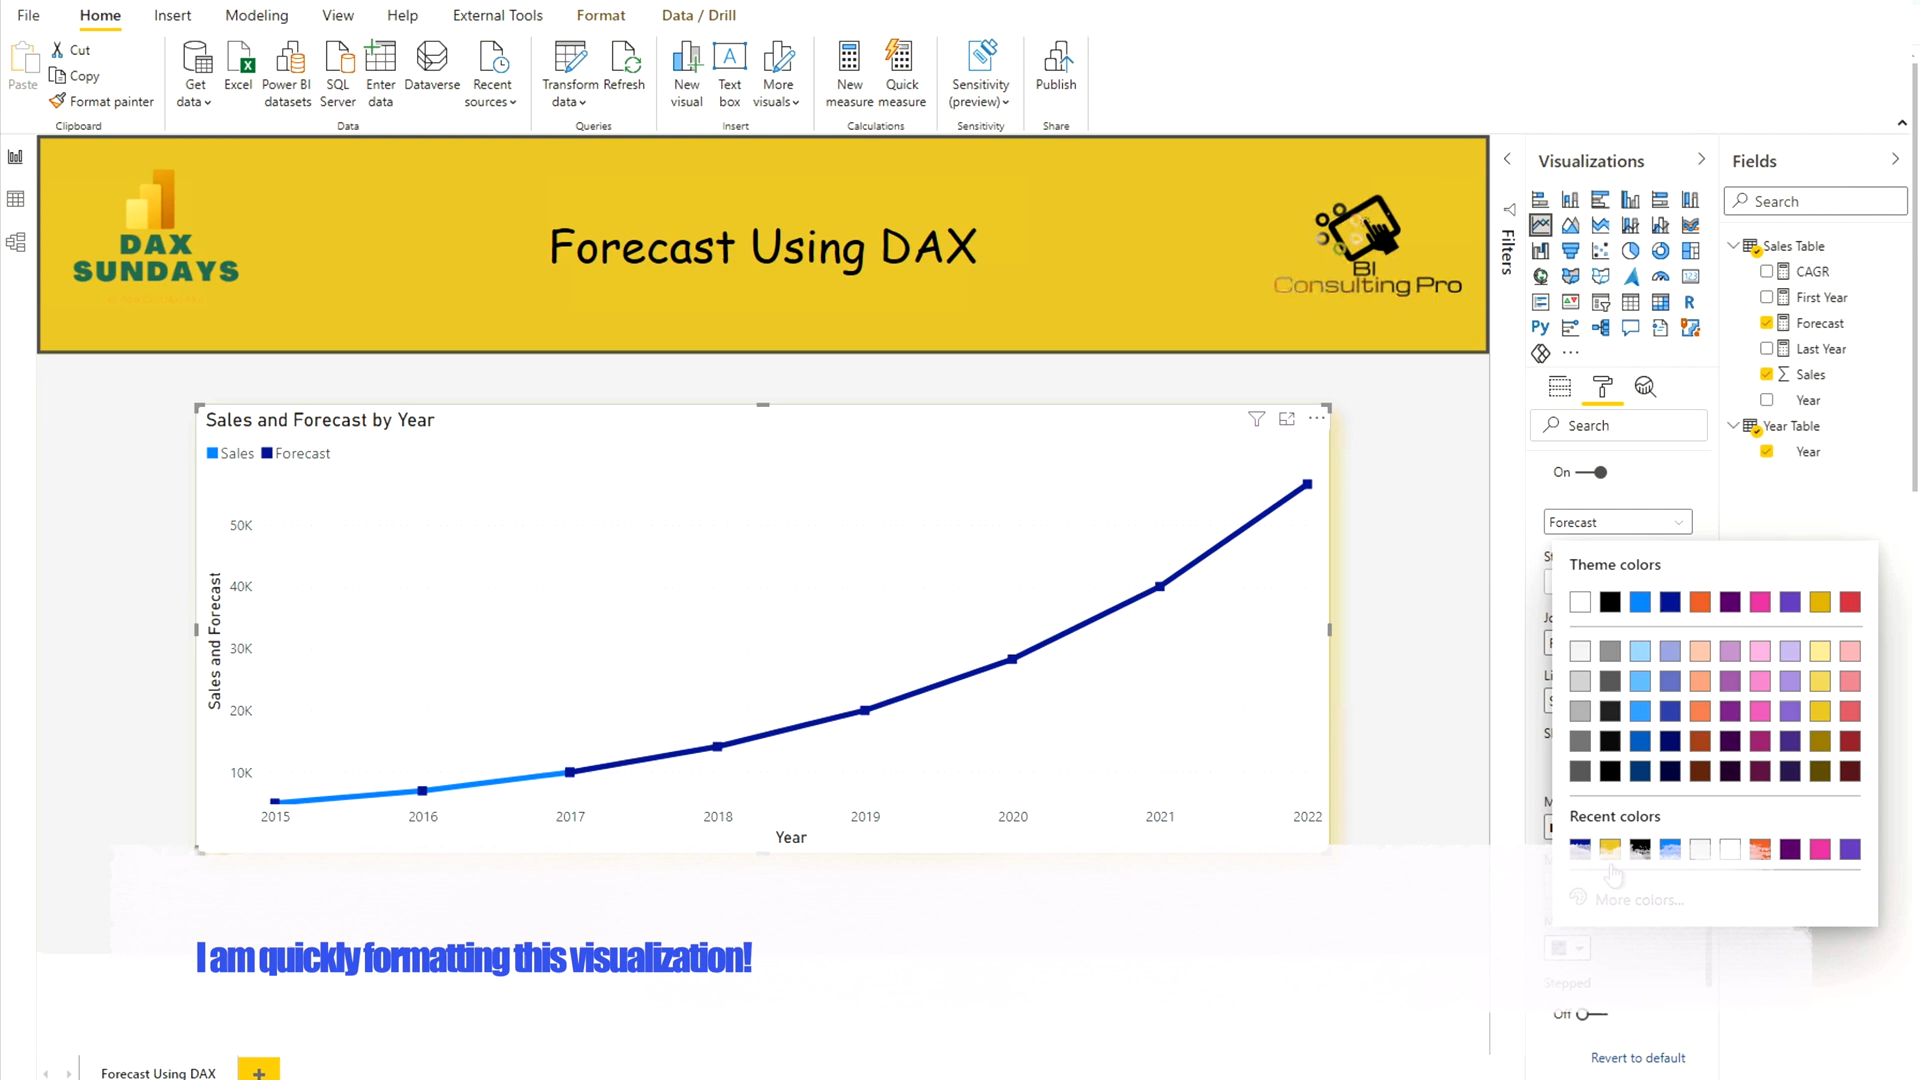 File Home Insert Modeling View Help External Tools Format Data / Drill
Paste
Cut
Copy
Format painter
Clipboard
Get data
Excel
Power BI datasets
SQL Server
Enter data
Dataverse
Recent sources
Data
Transform data
Refresh
Queries
New visual
Text box
More visuals
Insert
New measure
Quick measure
Calculations
Sensitivity (preview)
Sensitivity
Publish
Share
DAX
SUNDAYS
Forecast Using DAX
BI
Consulting Pro
Sales and Forecast by Year
Sales Forecast
Sales and Forecast
50K
40K
30K
20K
10K
2015 2016 2017 2018 2019 2020 2021 2022
Year
I am quickly formatting this visualization!
Forecast Using DAX
Filters
Visualizations
Py
R
123
Search
On
Forecast
Theme colors
Recent colors
More colors...
Stepped
Off
Revert to default
Fields
Search
Sales Table
CAGR
First Year
Forecast
Last Year
Sales
Year
Year Table
Year